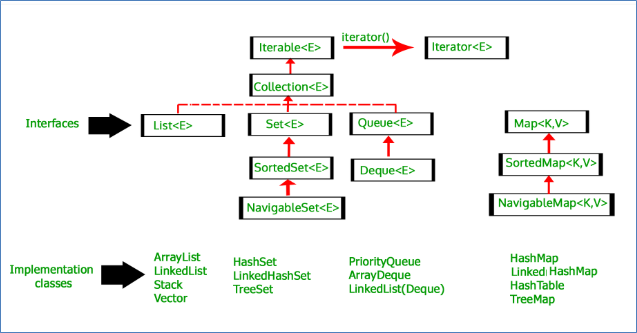 iterator()
Iterable<E>
Iterator<E>
Collection<E>
Interfaces
List<E>
Set<E>
Queue<E>
Map<K,V>
SortedSet<E>
Deque<E>
SortedMap<K,V>
NavigableSet<E>
NavigableMap<K,V>
Implementation
classes
ArrayList
LinkedList
Stack
Vector
HashSet
LinkedHashSet
TreeSet
PriorityQueue
ArrayDeque
LinkedList(Deque)
HashMap
LinkedHashMap
HashTable
TreeMap